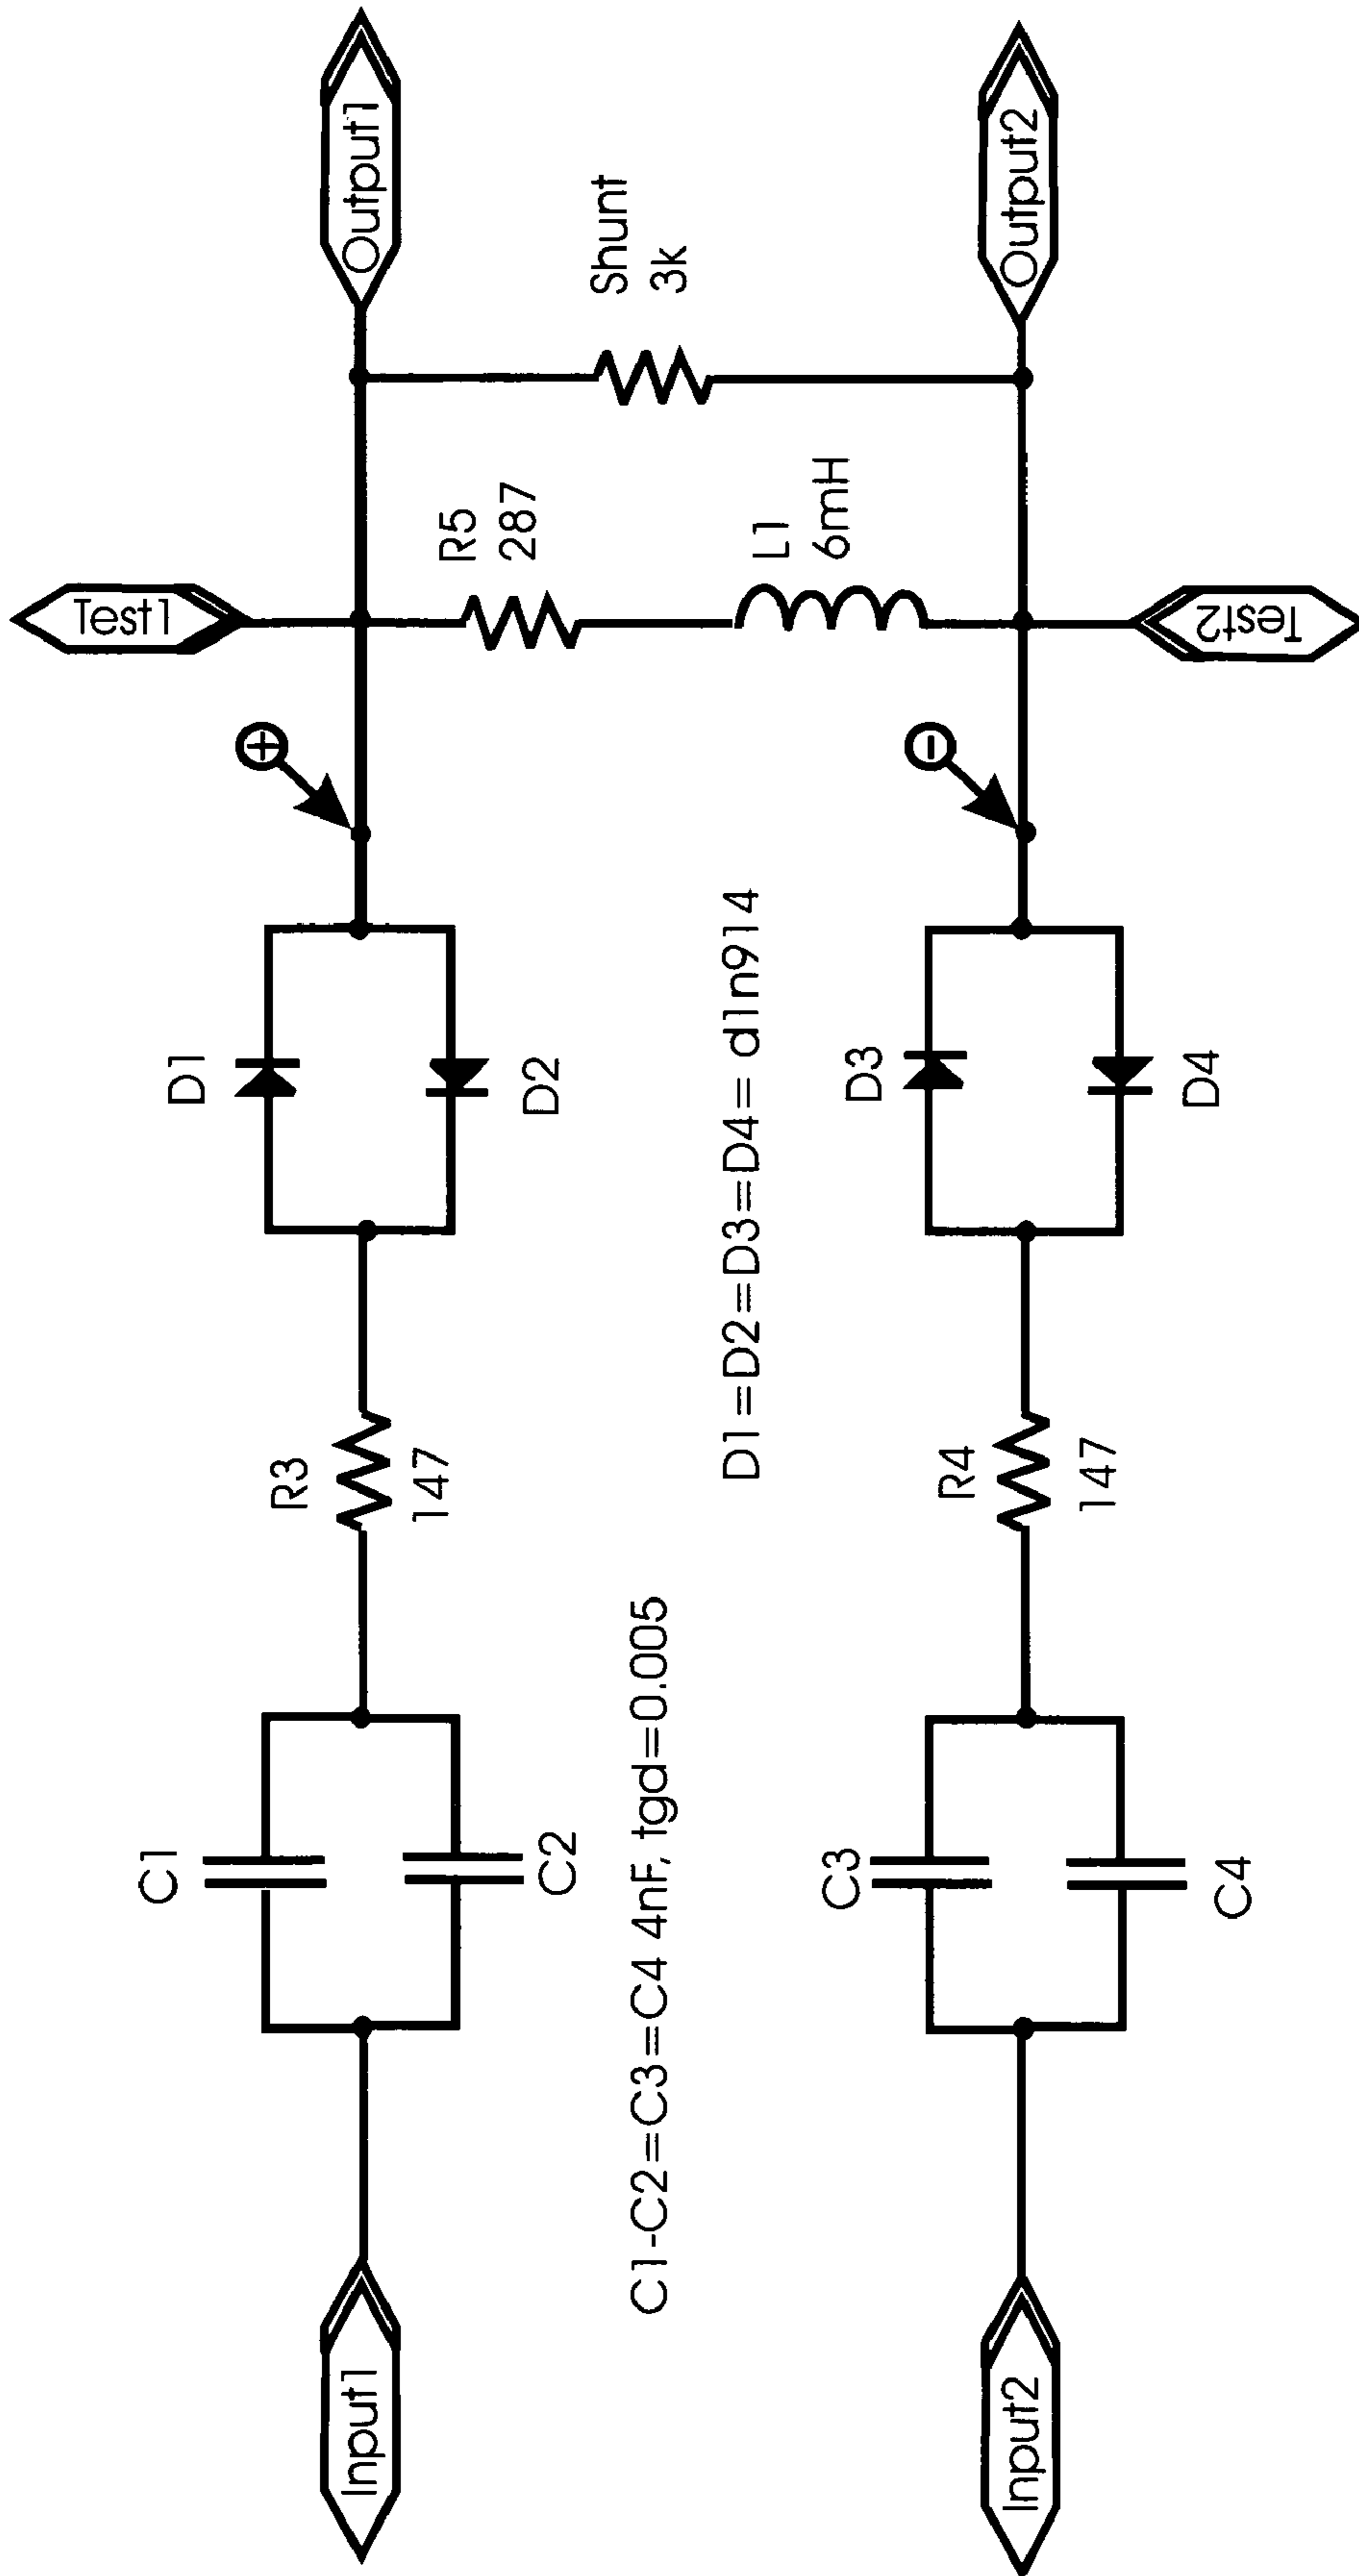 Input1
C1
C2
R3
147
D1
D2
+
Test1
R5
287
L1
6mH
Output1
Shunt
3k
C1-C2=C3=C4 4nF, tgd=0.005
D1=D2=D3=D4= d1n914
Input2
C3
C4
R4
147
D3
D4
-
Test2
Output2